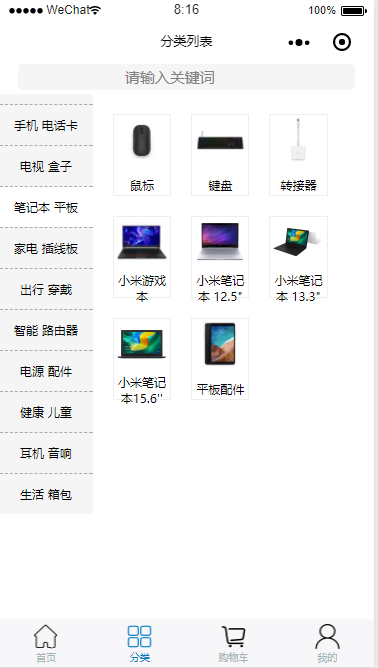 WeChat 8:16 100%
分类列表
请输入关键词
手机 电话卡
电视 盒子
笔记本 平板
家电 插线板
出行 穿戴
智能 路由器
电源 配件
健康 儿童
耳机 音响
生活 箱包
鼠标 键盘 转接器
小米游戏
本
小米笔记
本 12.5"
小米笔记
本 13.3"
小米笔记
本15.6''
平板配件
首页 分类 购物车 我的